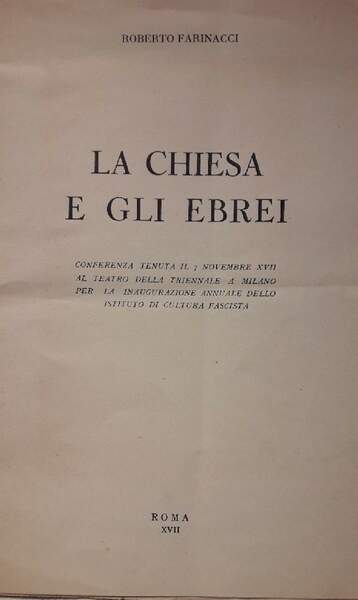 ROBERTO FARINACCI
LA CHIESA
E GLI EBREI
CONFERENZA TENUTA IL NOVEMBRE XVII
AL TEATRO DELLA TRIENNALE A MILANO
PER LA INAUGURAZIONE ANNUALE DELLO
ISTITUTO DI CULTURA FASCISTA
ROMA
XVII